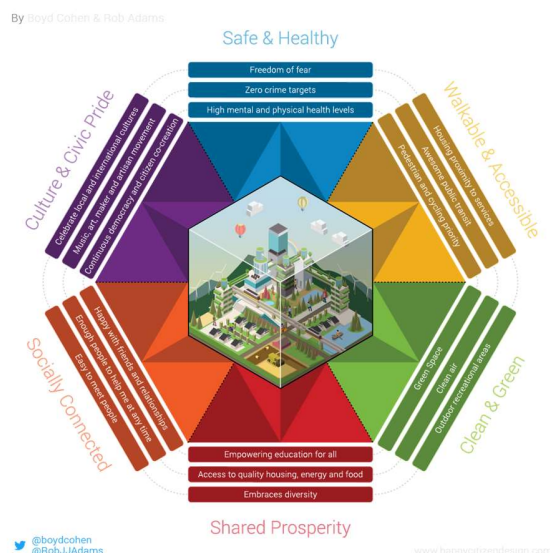 By Boyd Cohen & Rob Adams
Safe & Healthy
Freedom of fear
Zero crime targets
High mental and physical health levels
Walkable & Accessible
Housing proximity to services
Awesome public transit
Pedestrian and cycling priority
Clean & Green
Green Space
Clean air
Outdoor recreational areas
Shared Prosperity
Empowering education for all
Access to quality housing, energy and food
Embraces diversity
Socially Connected
Happy with friends and relationships
Enough people to help me at any time
Easy to meet people
Culture & Civic Pride
Celebrate local and international cultures
Music, art, maker and artisan movement
Continuous democracy and citizen co-creation
@boydcohen
@RobJJAdams